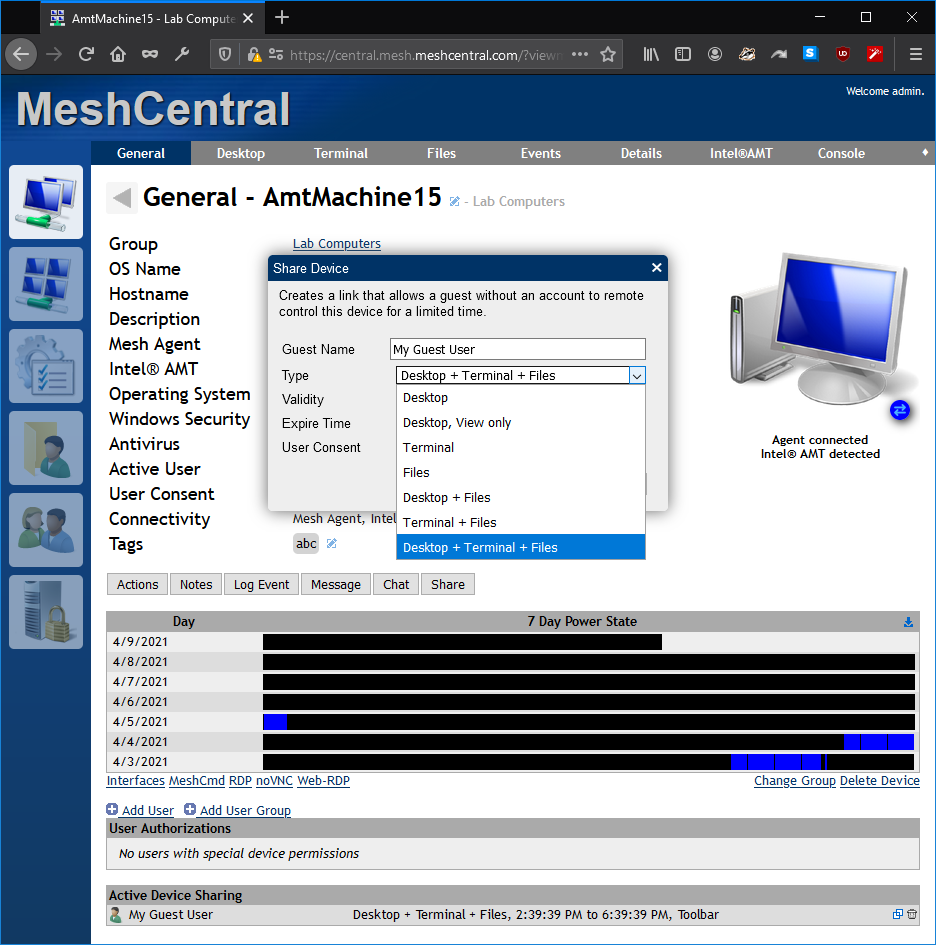 AmtMachine15 - Lab Compute
https://central.mesh.meshcentral.com/?view
MeshCentral
Welcome admin.
General Desktop Terminal Files Events Details Intel®AMT Console
General - AmtMachine15 - Lab Computers
Group Lab Computers
OS Name
Hostname
Description
Mesh Agent
Intel® AMT
Operating System
Windows Security
Antivirus
Active User
User Consent
Connectivity Mesh Agent, Intel
Tags abc
Share Device
Creates a link that allows a guest without an account to remote
control this device for a limited time.
Guest Name My Guest User
Type Desktop + Terminal + Files
Validity
Expire Time
User Consent
Desktop
Desktop, View only
Terminal
Files
Desktop + Files
Terminal + Files
Desktop + Terminal + Files
Agent connected
Intel® AMT detected
Actions Notes Log Event Message Chat Share
Day 7 Day Power State
4/9/2021
4/8/2021
4/7/2021
4/6/2021
4/5/2021
4/4/2021
4/3/2021
Interfaces MeshCmd RDP noVNC Web-RDP Change Group Delete Device
Add User Add User Group
User Authorizations
No users with special device permissions
Active Device Sharing
My Guest User Desktop + Terminal + Files, 2:39:39 PM to 6:39:39 PM, Toolbar